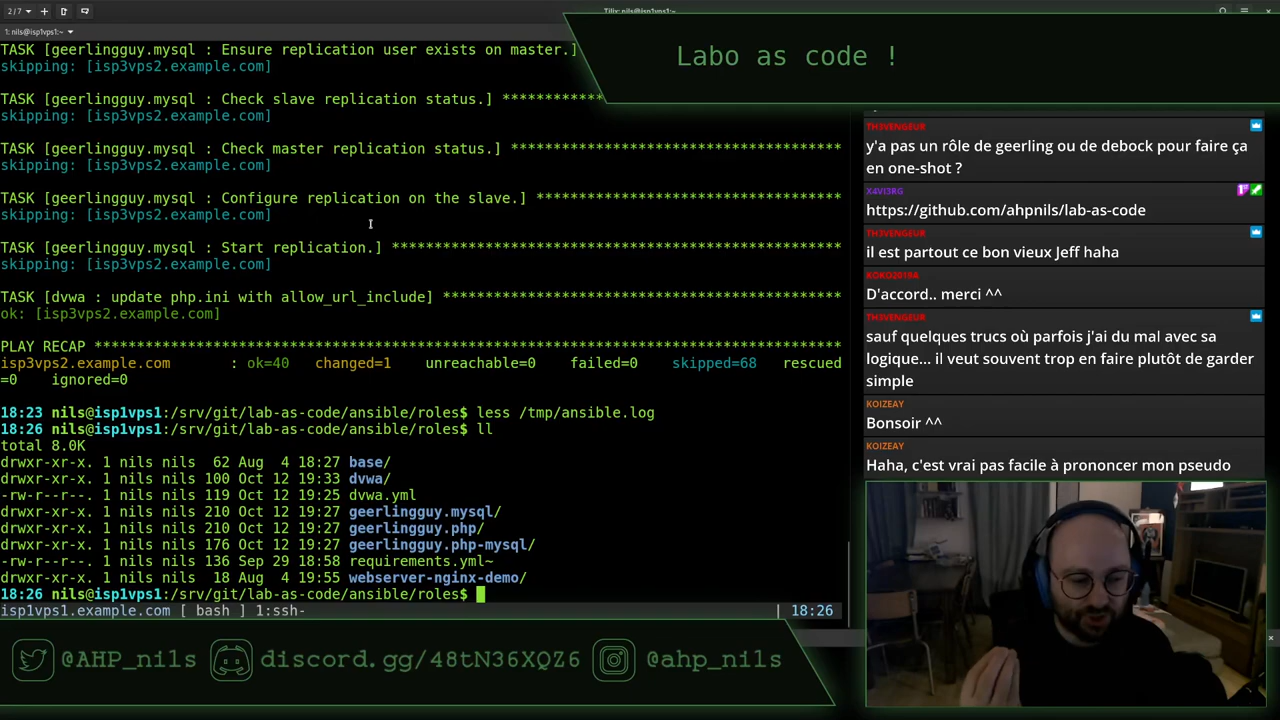 2/7
Tilix: nils@isp1vps1:~
1: nils@isp1vps1:~
Labo as code !
TASK [geerlingguy.mysql : Ensure replication user exists on master.]
skipping: [isp3vps2.example.com]
TASK [geerlingguy.mysql : Check slave replication status.] ****************************************
skipping: [isp3vps2.example.com]
TASK [geerlingguy.mysql : Check master replication status.] ***************************************
skipping: [isp3vps2.example.com]
TASK [geerlingguy.mysql : Configure replication on the slave.] ************************************
skipping: [isp3vps2.example.com]
TASK [geerlingguy.mysql : Start replication.] *****************************************************
skipping: [isp3vps2.example.com]
TASK [dvwa : update php.ini with allow_url_include] ***********************************************
ok: [isp3vps2.example.com]
PLAY RECAP ****************************************************************************************
isp3vps2.example.com       : ok=40   changed=1    unreachable=0    failed=0    skipped=68   rescued
=0    ignored=0
18:23 nils@isp1vps1:/srv/git/lab-as-code/ansible/roles$ less /tmp/ansible.log
18:26 nils@isp1vps1:/srv/git/lab-as-code/ansible/roles$ ll
total 8.0K
drwxr-xr-x. 1 nils nils  62 Aug  4 18:27 base/
drwxr-xr-x. 1 nils nils 100 Oct 12 19:33 dvwa/
-rw-r--r--. 1 nils nils 119 Oct 12 19:25 dvwa.yml
drwxr-xr-x. 1 nils nils 210 Oct 12 19:27 geerlingguy.mysql/
drwxr-xr-x. 1 nils nils 210 Oct 12 19:27 geerlingguy.php/
drwxr-xr-x. 1 nils nils 176 Oct 12 19:27 geerlingguy.php-mysql/
-rw-r--r--. 1 nils nils 136 Sep 29 18:58 requirements.yml~
drwxr-xr-x. 1 nils nils  18 Aug  4 19:55 webserver-nginx-demo/
18:26 nils@isp1vps1:/srv/git/lab-as-code/ansible/roles$
isp1vps1.example.com [ bash ] 1:ssh- | 18:26
TH3VENGEUR
y'a pas un rôle de geerling ou de debock pour faire ça
en one-shot ?
X4VI3RG
https://github.com/ahpnils/lab-as-code
TH3VENGEUR
il est partout ce bon vieux Jeff haha
KOKO2019A
D'accord.. merci ^^
TH3VENGEUR
sauf quelques trucs où parfois j'ai du mal avec sa
logique... il veut souvent trop en faire plutôt de garder
simple
KOIZEAY
Bonsoir ^^
KOIZEAY
Haha, c'est vrai pas facile à prononcer mon pseudo
@AHP_nils discord.gg/48tN36XQZ6 @ahp_nils